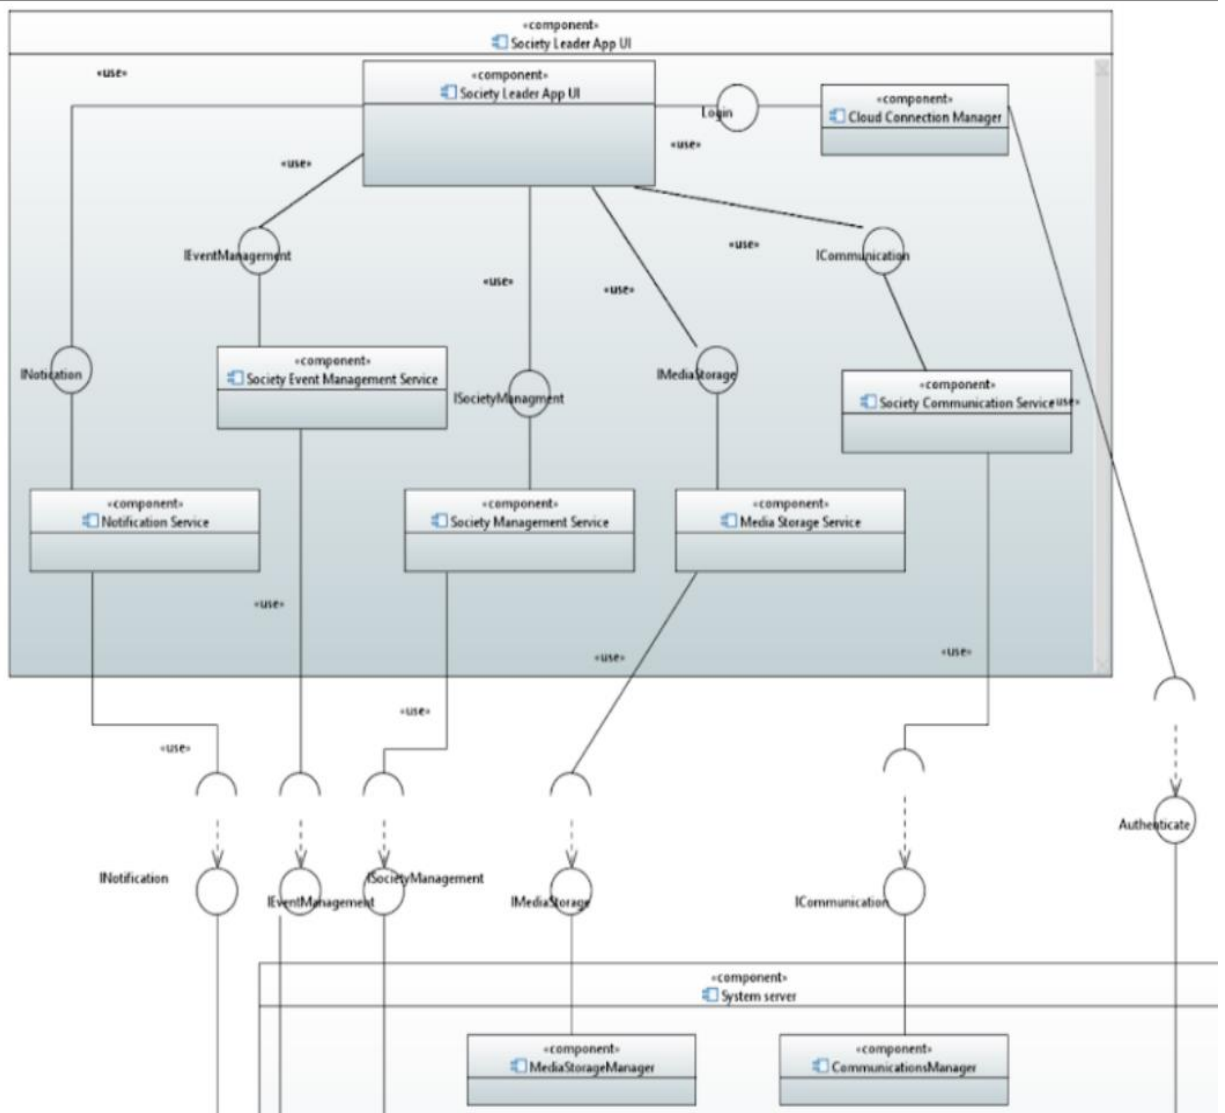 «component»
Society Leader App UI
«use»
«component»
Society Leader App UI
Login
«component»
Cloud Connection Manager
«use»
«use»
IEventManagement
«use»
ICommunication
«use»
«use»
INotication
«component»
Society Event Management Service
IMediaStorage
«component»
Society Communication Service
use»
ISocietyManagment
«component»
Notification Service
«component»
Society Management Service
«component»
Media Storage Service
«use»
«use»
«use»
«use»
«use»
Authenticate
INotification
ISocietyManagement
IEventManagement
IMediaStorage
ICommunication
«component»
System server
«component»
MediaStorageManager
«component»
CommunicationsManager